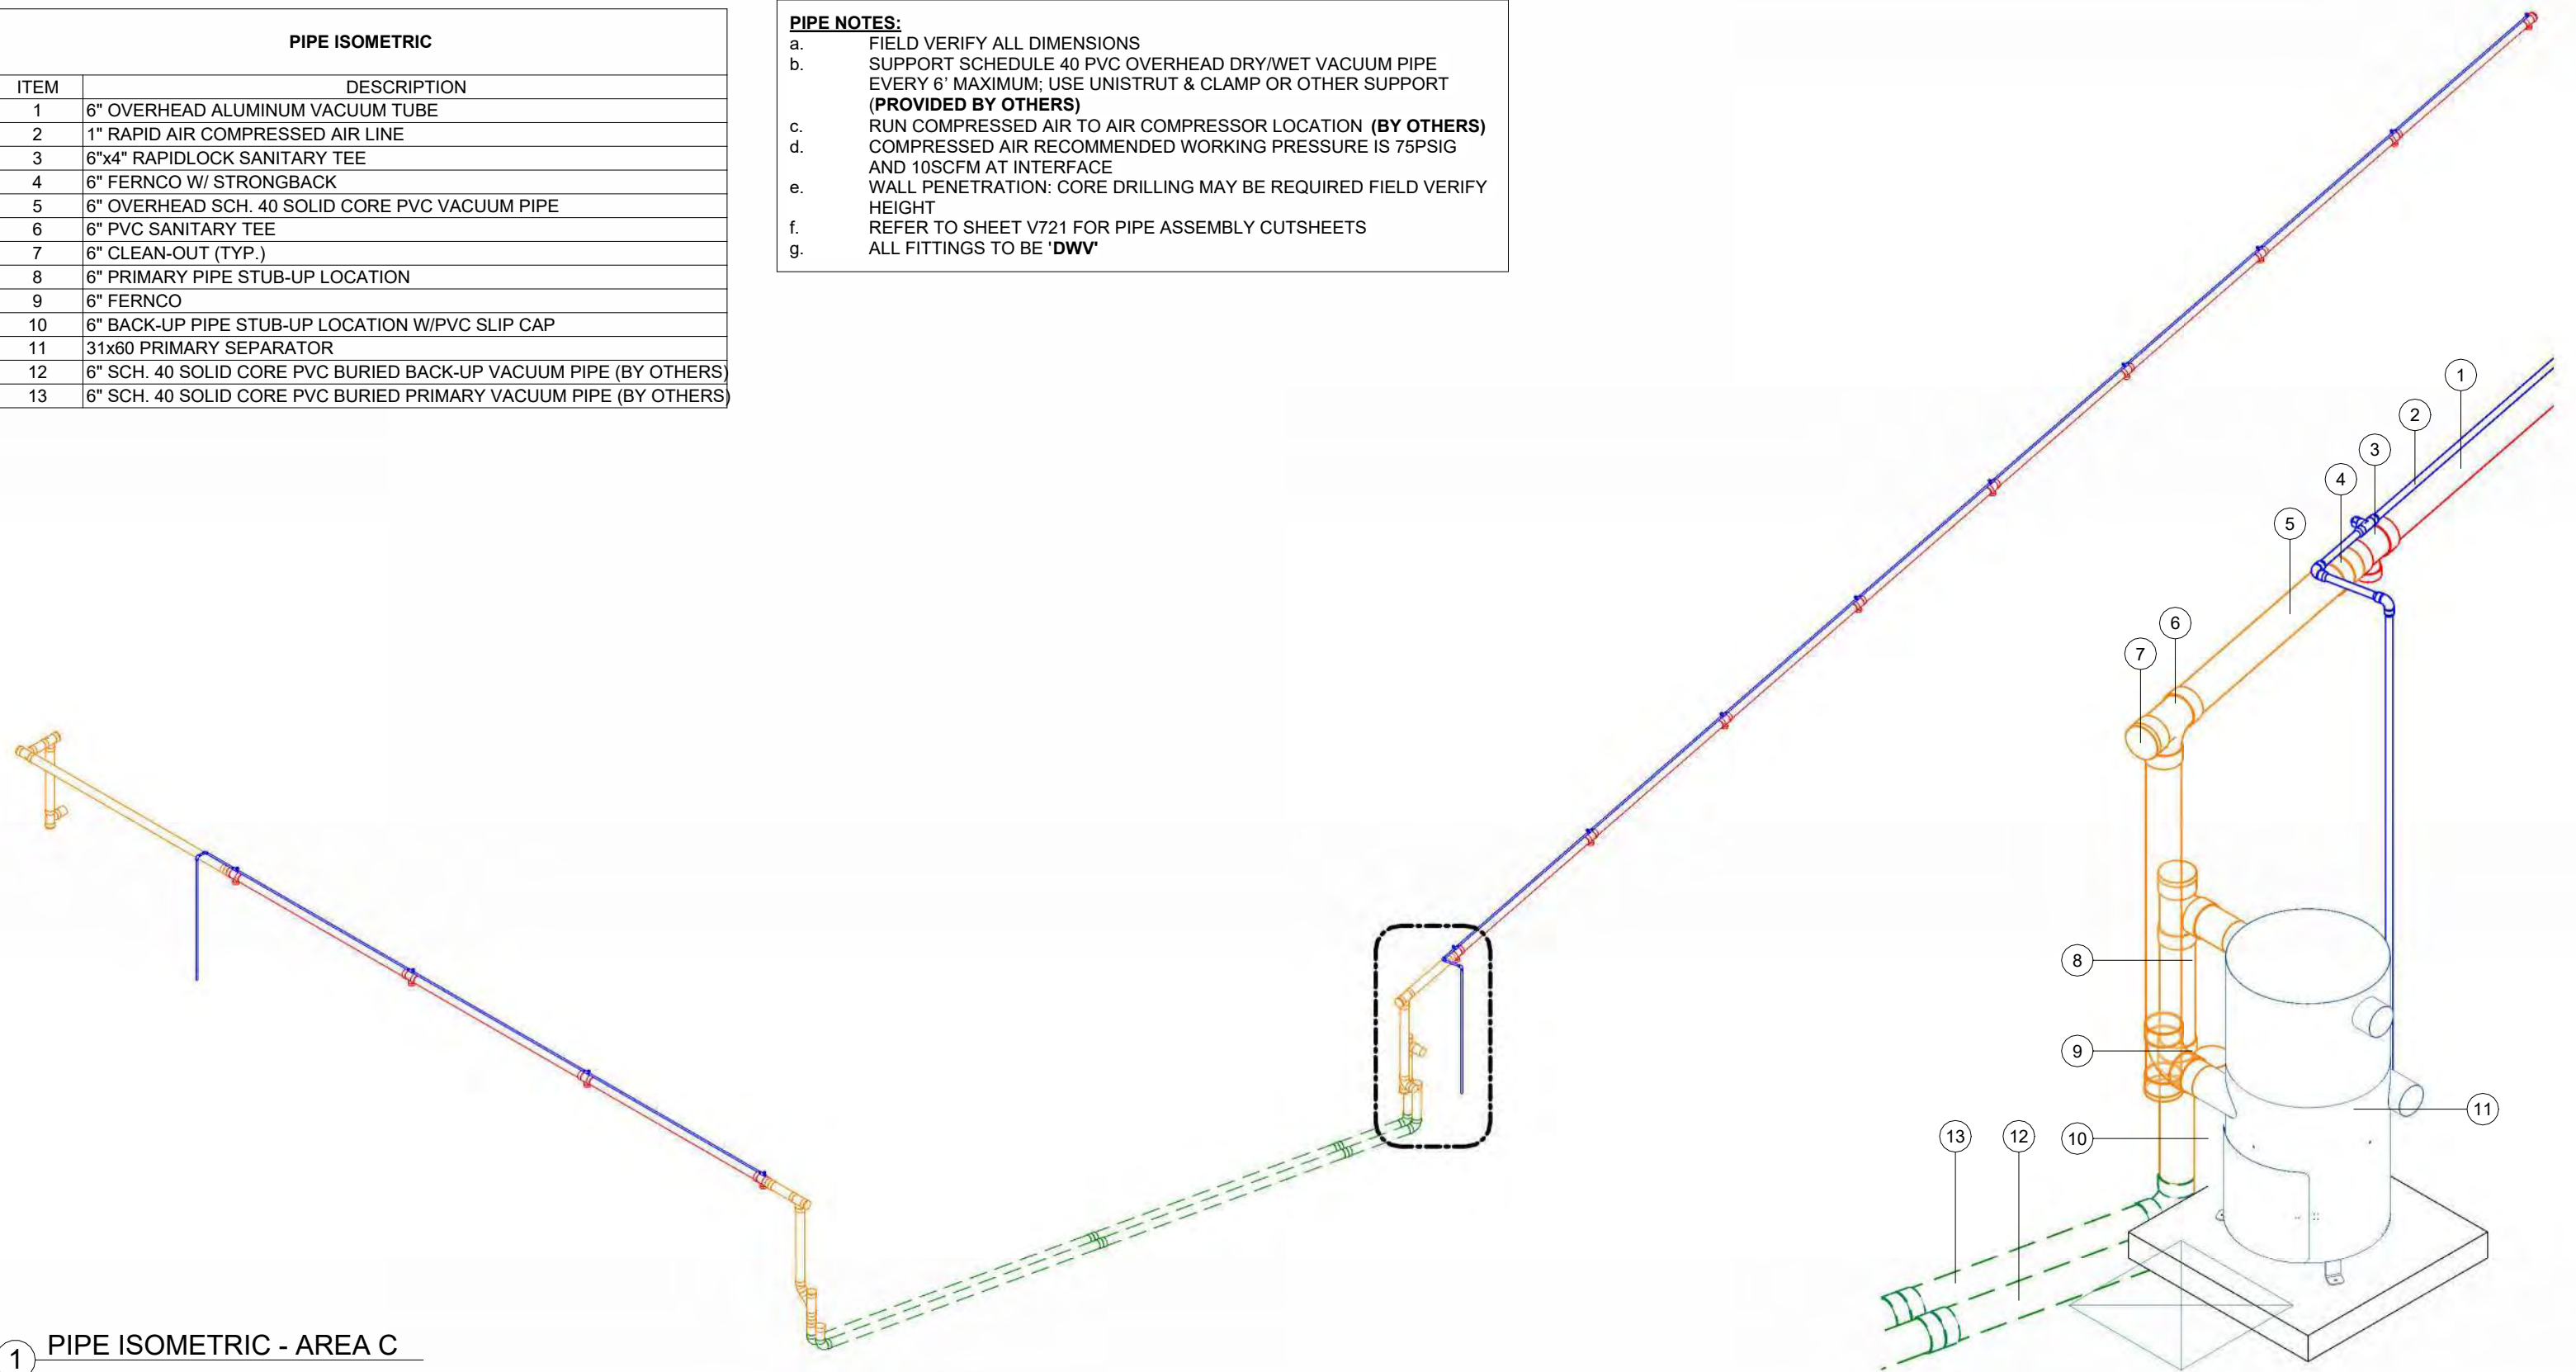 PIPE ISOMETRIC
ITEM DESCRIPTION
1 6" OVERHEAD ALUMINUM VACUUM TUBE
2 1" RAPID AIR COMPRESSED AIR LINE
3 6"x4" RAPIDLOCK SANITARY TEE
4 6" FERNCO W/ STRONGBACK
5 6" OVERHEAD SCH. 40 SOLID CORE PVC VACUUM PIPE
6 6" PVC SANITARY TEE
7 6" CLEAN-OUT (TYP.)
8 6" PRIMARY PIPE STUB-UP LOCATION
9 6" FERNCO
10 6" BACK-UP PIPE STUB-UP LOCATION W/PVC SLIP CAP
11 31x60 PRIMARY SEPARATOR
12 6" SCH. 40 SOLID CORE PVC BURIED BACK-UP VACUUM PIPE (BY OTHERS)
13 6" SCH. 40 SOLID CORE PVC BURIED PRIMARY VACUUM PIPE (BY OTHERS)
PIPE NOTES:
a. FIELD VERIFY ALL DIMENSIONS
b. SUPPORT SCHEDULE 40 PVC OVERHEAD DRY/WET VACUUM PIPE
EVERY 6’ MAXIMUM; USE UNISTRUT & CLAMP OR OTHER SUPPORT
(PROVIDED BY OTHERS)
c. RUN COMPRESSED AIR TO AIR COMPRESSOR LOCATION (BY OTHERS)
d. COMPRESSED AIR RECOMMENDED WORKING PRESSURE IS 75PSIG
AND 10SCFM AT INTERFACE
e. WALL PENETRATION: CORE DRILLING MAY BE REQUIRED FIELD VERIFY
HEIGHT
f. REFER TO SHEET V721 FOR PIPE ASSEMBLY CUTSHEETS
g. ALL FITTINGS TO BE 'DWV'
1
2
3
4
5
6
7
8
9
11
13 12 10
1 PIPE ISOMETRIC - AREA C